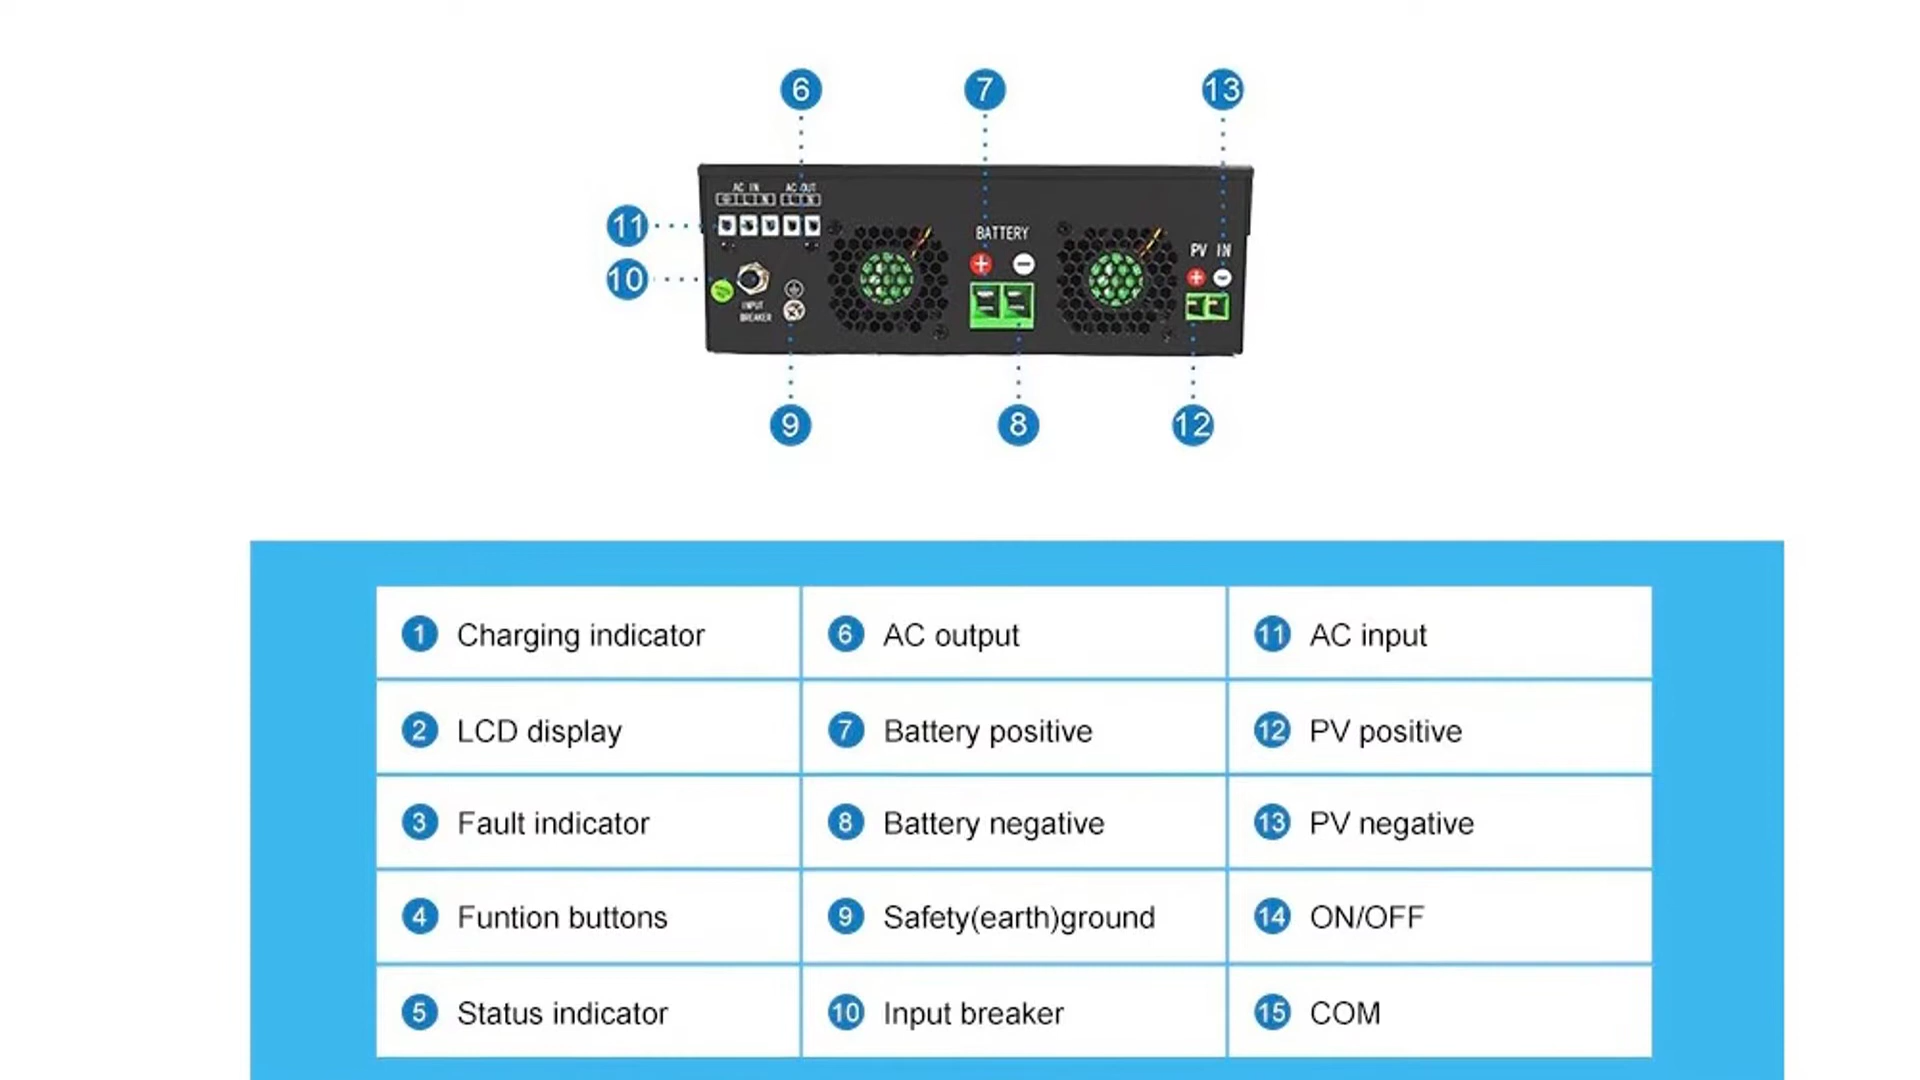 6 7 13
AC IN AC OUT
L N L N
11
BATTERY
PV IN
10
INPUT
BREAKER
9 8 12
1 Charging indicator
6 AC output
11 AC input
2 LCD display
7 Battery positive
12 PV positive
3 Fault indicator
8 Battery negative
13 PV negative
4 Funtion buttons
9 Safety(earth)ground
14 ON/OFF
5 Status indicator
10 Input breaker
15 COM